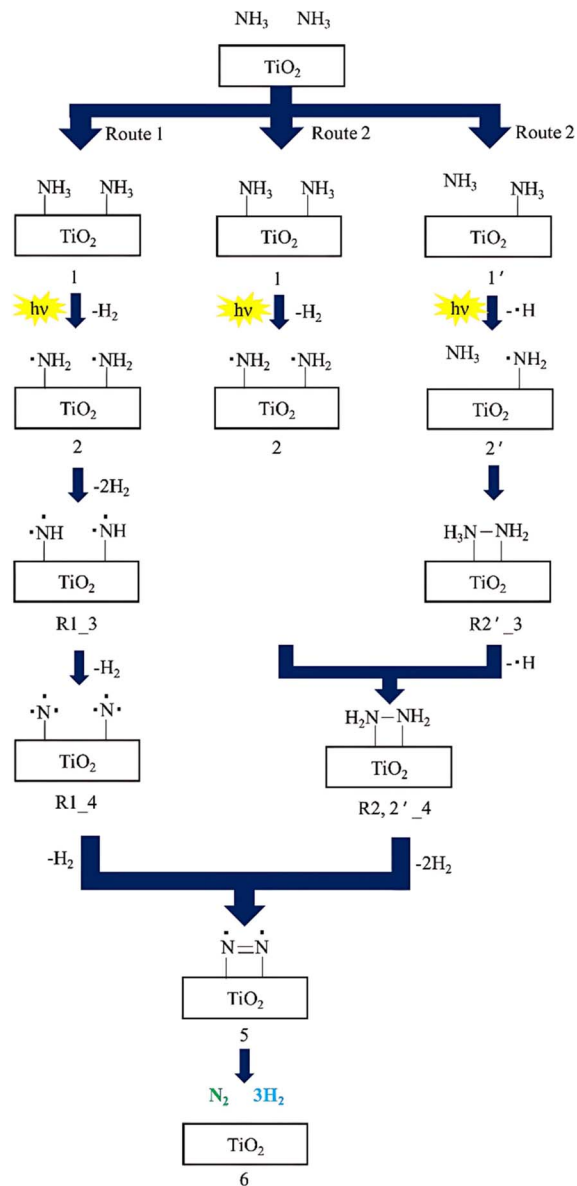 NH₃ NH₃
TiO₂
Route 1 Route 2 Route 2
NH₃ NH₃ NH₃ NH₃ NH₃ NH₃
TiO₂ TiO₂ TiO₂
1 1 1′
hν -H₂ hν -H₂ hν -·H
·NH₂ ·NH₂ ·NH₂ ·NH₂ NH₃ ·NH₂
TiO₂ TiO₂ TiO₂
2 2 2′
-2H₂
·ṄH ·ṄH H₃N–NH₂
TiO₂ TiO₂
R1_3 R2′_3
-H₂ -·H
·Ṅ· ·Ṅ· H₂N–NH₂
TiO₂ TiO₂
R1_4 R2, 2′_4
-H₂ -2H₂
Ṅ=Ṅ
TiO₂
5
N₂ 3H₂
TiO₂
6